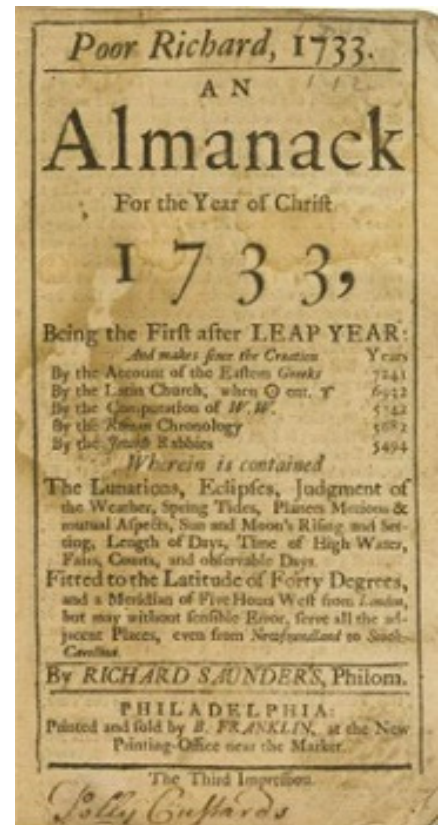 Poor Richard, 1733.
AN
Almanack
For the Year of Christ
1733,
Being the First after LEAP YEAR:
And makes since the Creation Years
By the Account of the Eastern Greeks 7241
By the Latin Church, when ☉ ent. ♈ 6932
By the Computation of W.W. 5742
By the Roman Chronology 5682
By the Jewish Rabbies 5494
Wherein is contained
The Lunations, Eclipses, Judgment of
the Weather, Spring Tides, Planets Motions &
mutual Aspects, Sun and Moon's Rising and Set-
ting, Length of Days, Time of High Water,
Fairs, Courts, and observable Days.
Fitted to the Latitude of Forty Degrees,
and a Meridian of Five Hours West from London,
but may without sensible Error, serve all the ad-
jacent Places, even from Newfoundland to South-
Carolina.
By RICHARD SAUNDERS, Philom.
PHILADELPHIA:
Printed and sold by B. FRANKLIN, at the New
Printing-Office near the Market.
The Third Impression.
Polly